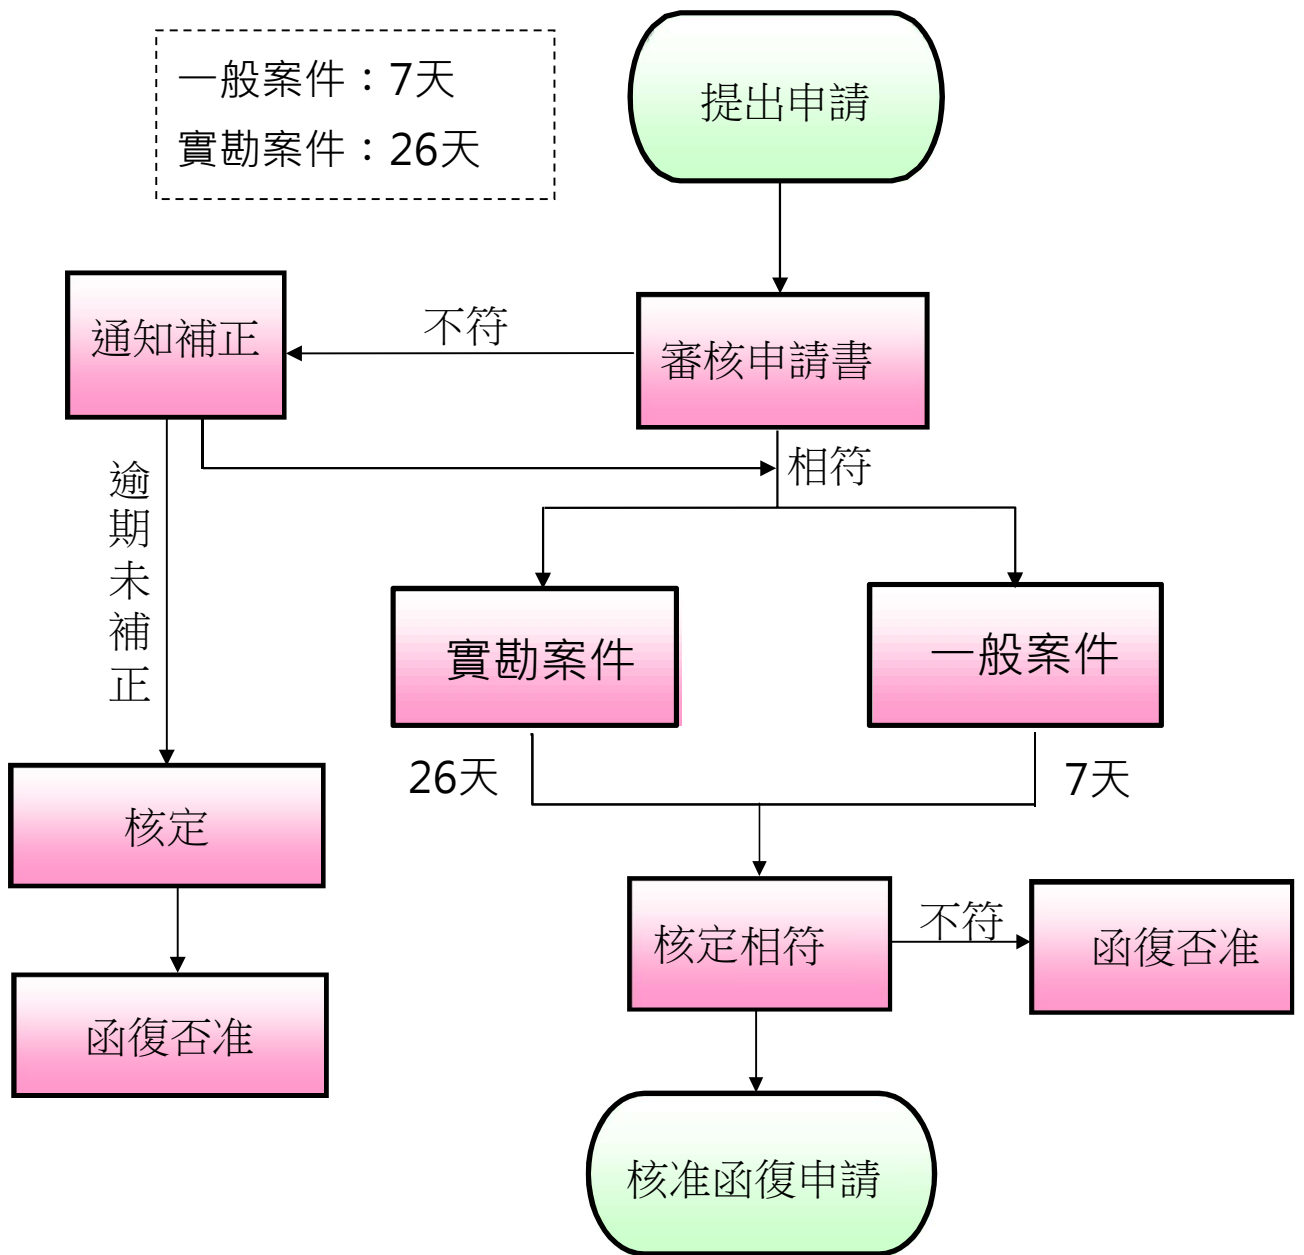 一般案件：7天
實勘案件：26天
提出申請
不符
通知補正
審核申請書
相符
逾期未補正
實勘案件
一般案件
26天
7天
核定
核定相符
不符
函復否准
函復否准
核准函復申請